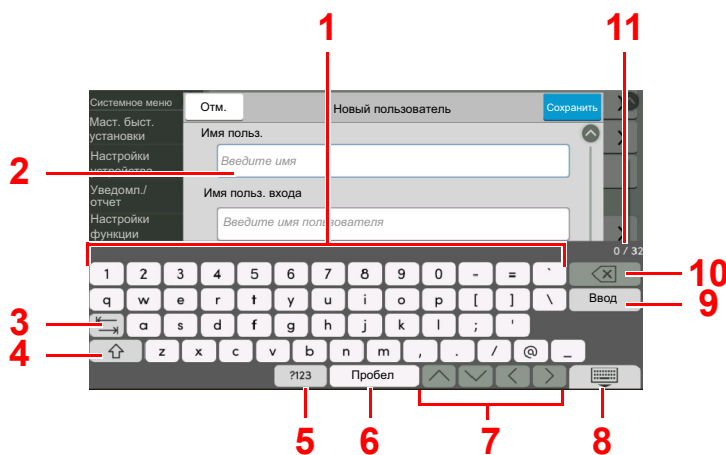 1
11
Системное меню
Отм.
Новый пользователь
Сохранить
Маст. быст.
установки
Имя польз.
Настройки
устройства
Введите имя
2
Уведомл./
отчет
Имя польз. входа
Настройки
функции
Введите имя пользователя
0 / 32
1 2 3 4 5 6 7 8 9 0 - = `
10
q w e r t y u i o p [ ] \ Ввод
9
3
a s d f g h j k l ; '
4
z x c v b n m , . / @ _
?123 Пробел
5
6
7
8